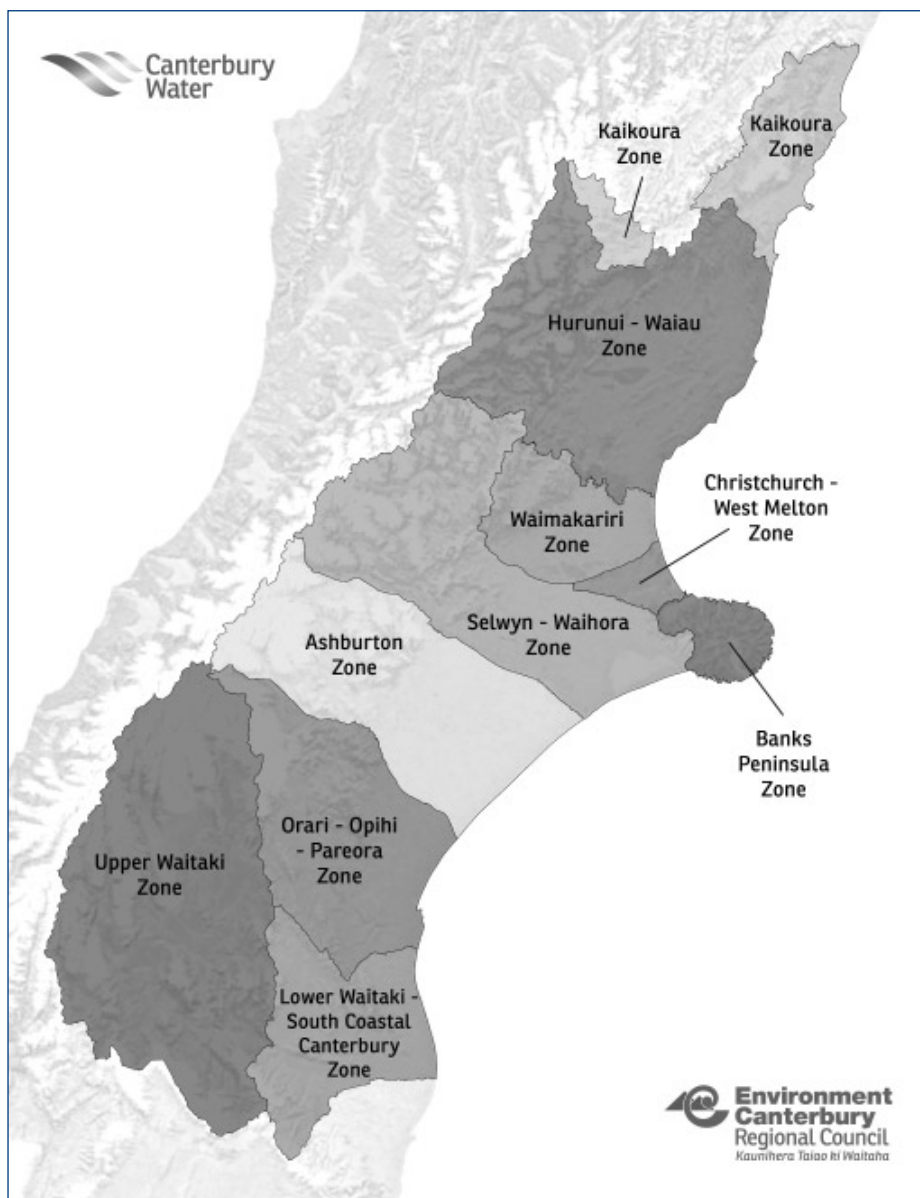 Canterbury
Water
Kaikoura
Zone
Kaikoura
Zone
Hurunui - Waiau
Zone
Christchurch -
West Melton
Zone
Waimakariri
Zone
Selwyn - Waihora
Zone
Ashburton
Zone
Banks
Peninsula
Zone
Orari - Opihi
- Pareora
Zone
Upper Waitaki
Zone
Lower Waitaki -
South Coastal
Canterbury
Zone
Environment
Canterbury
Regional Council
Kaunihera Taiao ki Waitaha